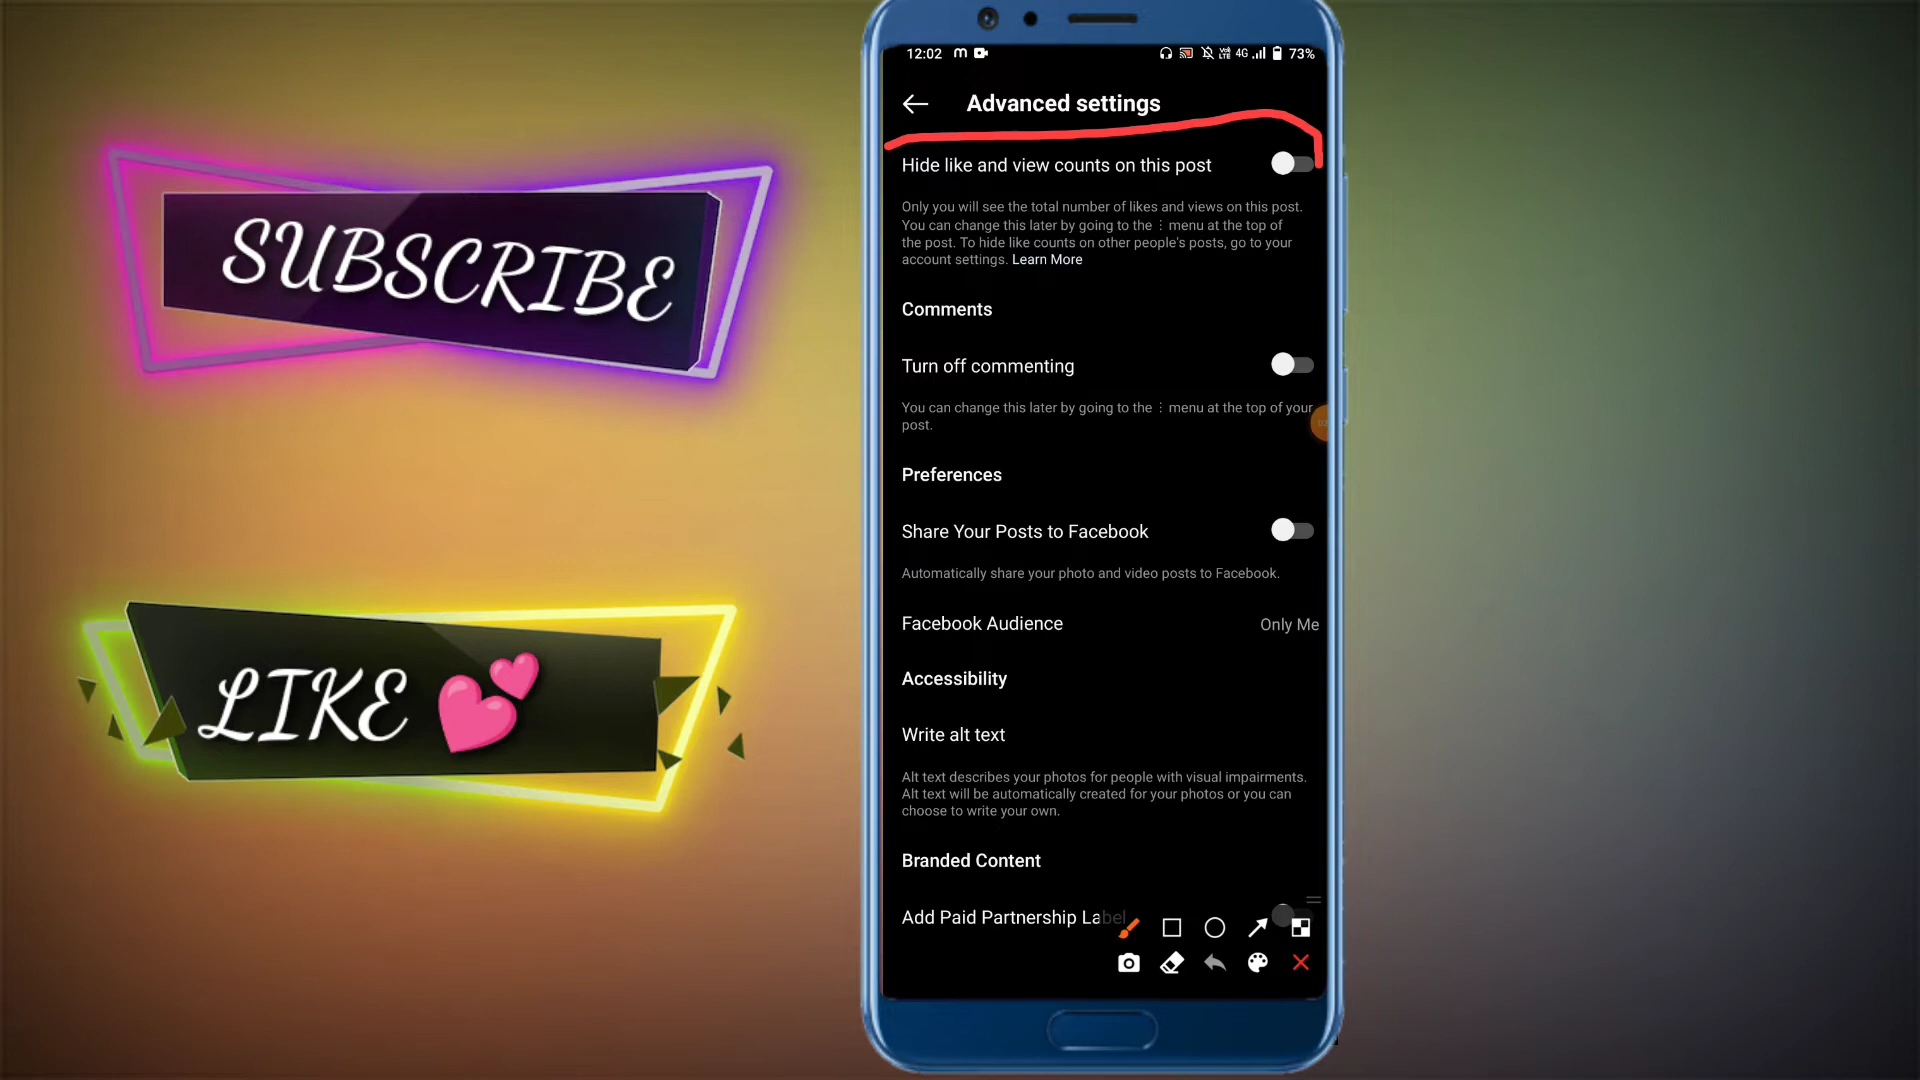 SUBSCRIBE
LIKE
12:02
4G
73%
Advanced settings
Hide like and view counts on this post
Only you will see the total number of likes and views on this post.
You can change this later by going to the ⋮ menu at the top of
the post. To hide like counts on other people's posts, go to your
account settings. Learn More
Comments
Turn off commenting
You can change this later by going to the ⋮ menu at the top of your
post.
Preferences
Share Your Posts to Facebook
Automatically share your photo and video posts to Facebook.
Facebook Audience
Only Me
Accessibility
Write alt text
Alt text describes your photos for people with visual impairments.
Alt text will be automatically created for your photos or you can
choose to write your own.
Branded Content
Add Paid Partnership Label